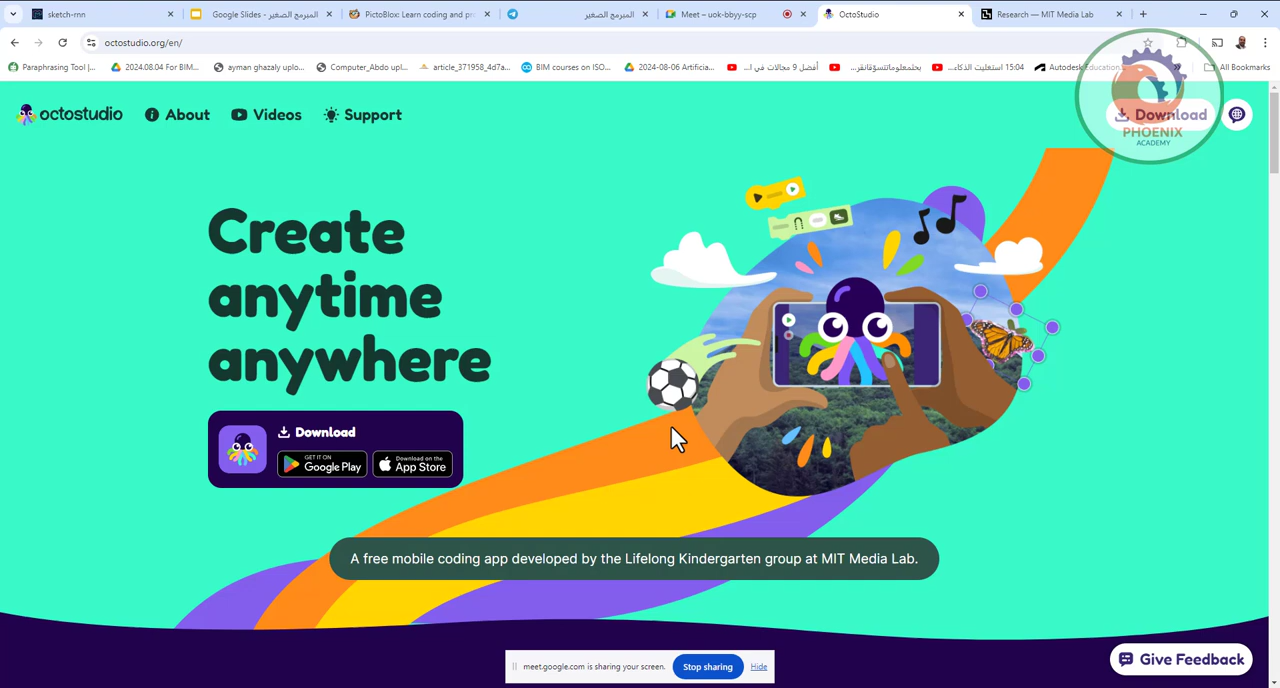 sketch-rnn
Google Slides - المبرمج الصغير
PictoBlox: Learn coding and pr
المبرمج الصغير
Meet – uok-bbyy-scp
OctoStudio
Research — MIT Media Lab
octostudio.org/en/
Paraphrasing Tool |...
2024.08.04 For BIM...
ayman ghazaly uplo...
Computer_Abdo upl...
circle_371958_4d7a...
BIM courses on ISO...
2024-08-06 Artificia...
أفضل 9 مجالات في ا...
15:04 استغليت الذكاء...
Autodesk Education
All Bookmarks
octostudio
About
Videos
Support
Download
PHOENIX
ACADEMY
Create
anytime
anywhere
Download
GET IT ON
Google Play
Download on the
App Store
A free mobile coding app developed by the Lifelong Kindergarten group at MIT Media Lab.
meet.google.com is sharing your screen.
Stop sharing
Hide
Give Feedback